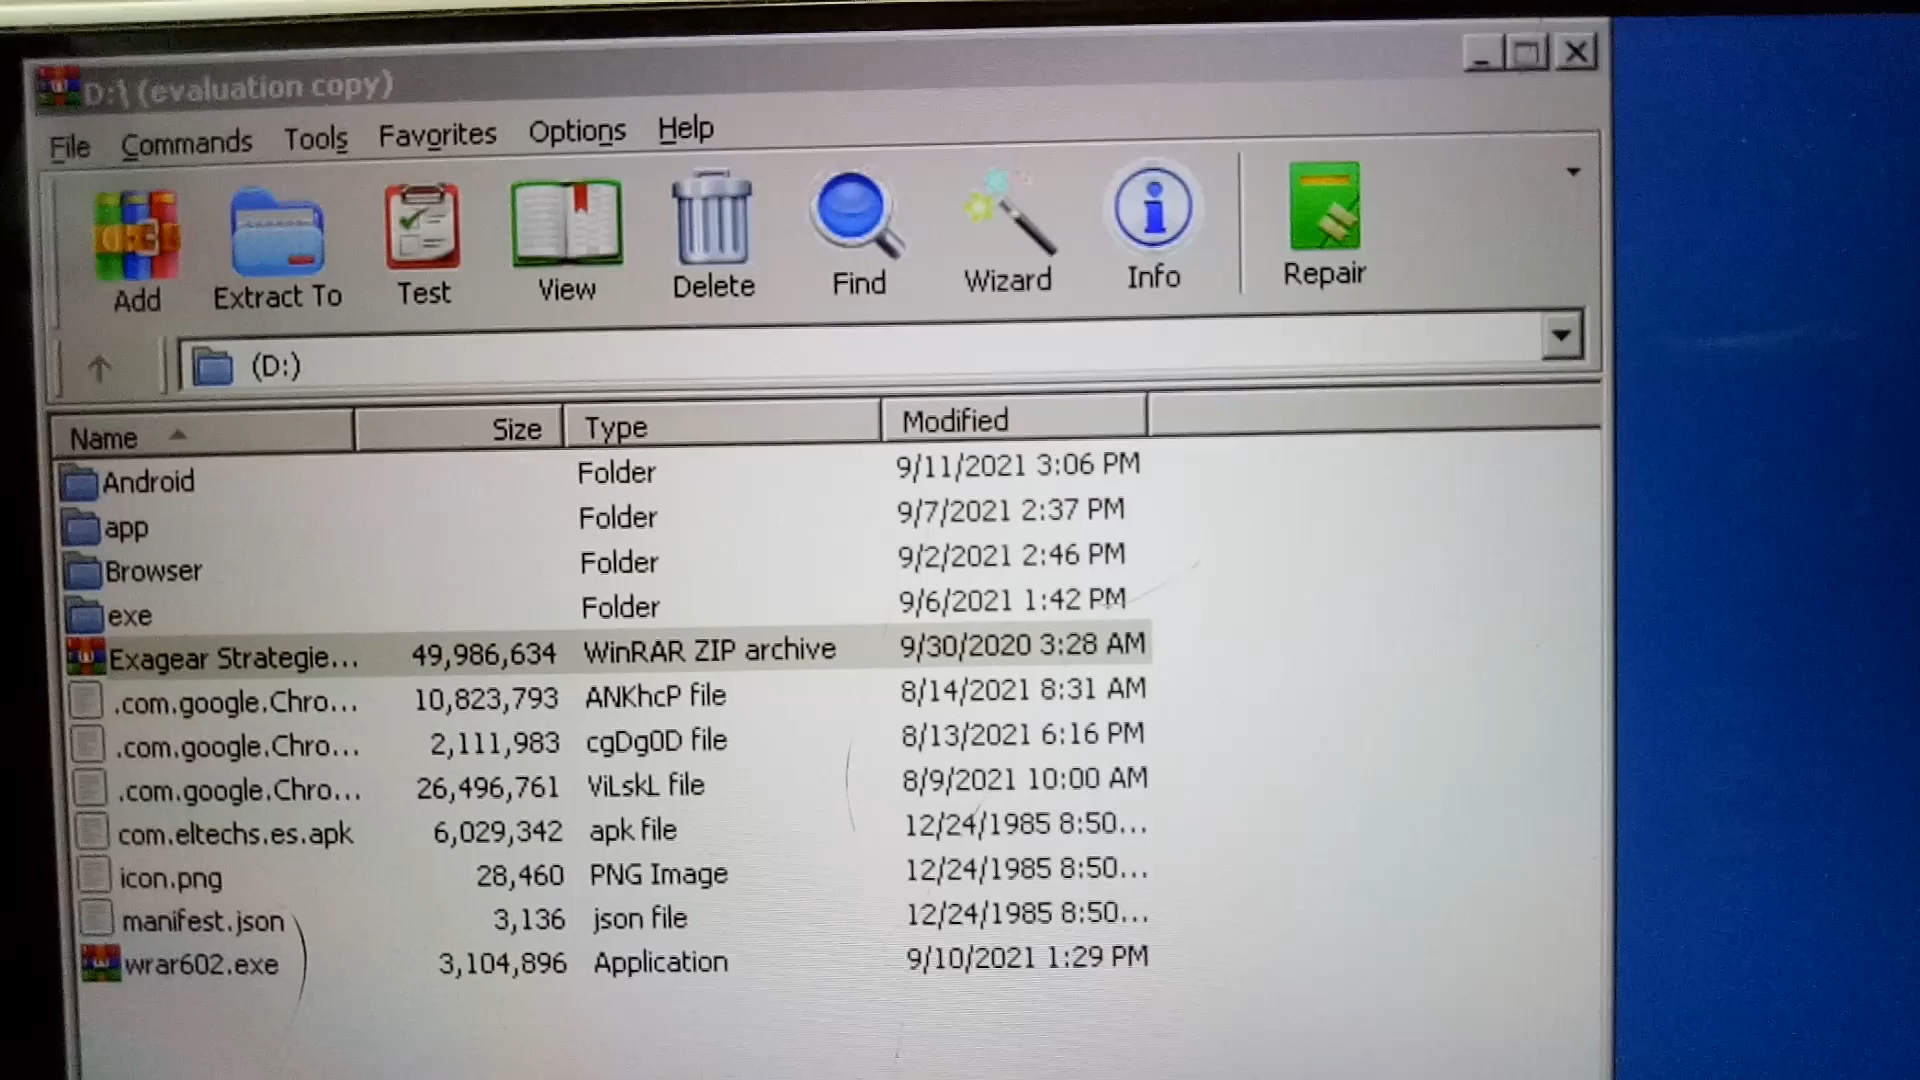 D:\ (evaluation copy)
File Commands Tools Favorites Options Help
Add Extract To Test View Delete Find Wizard Info Repair
(D:)
Name Size Type Modified
Android Folder 9/11/2021 3:06 PM
app Folder 9/7/2021 2:37 PM
Browser Folder 9/2/2021 2:46 PM
exe Folder 9/6/2021 1:42 PM
Exagear Strategie... 49,986,634 WinRAR ZIP archive 9/30/2020 3:28 AM
.com.google.Chro... 10,823,793 ANKhcP file 8/14/2021 8:31 AM
.com.google.Chro... 2,111,983 cgDg0D file 8/13/2021 6:16 PM
.com.google.Chro... 26,496,761 ViLskL file 8/9/2021 10:00 AM
com.eltechs.es.apk 6,029,342 apk file 12/24/1985 8:50...
icon.png 28,460 PNG Image 12/24/1985 8:50...
manifest.json 3,136 json file 12/24/1985 8:50...
wrar602.exe 3,104,896 Application 9/10/2021 1:29 PM